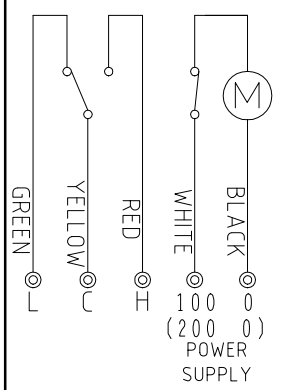 M
GREEN
YELLOW
RED
WHITE
BLACK
L C H 100 0
(200 0)
POWER
SUPPLY